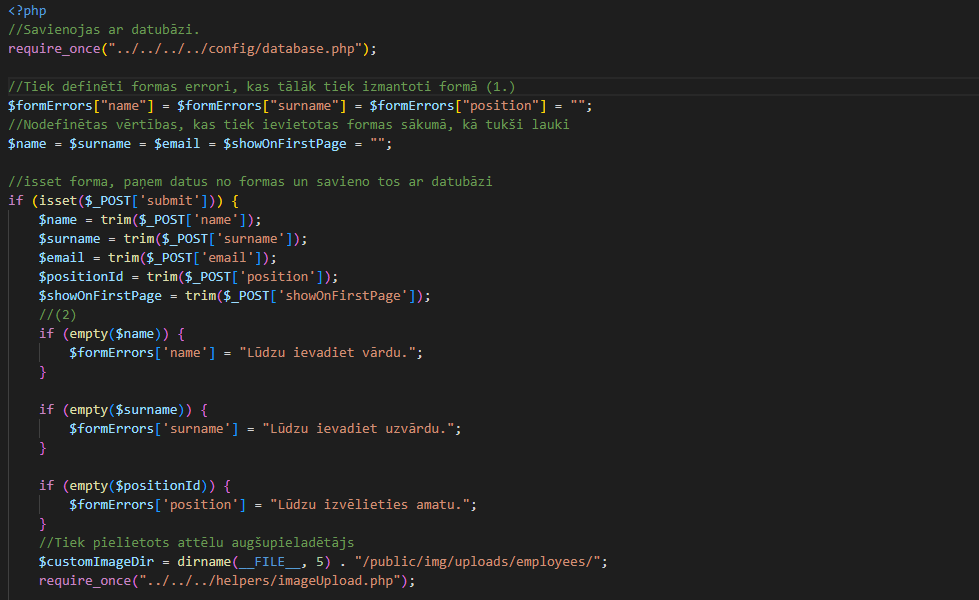 <?php
//Savienojas ar datubāzi.
require_once("../../../../config/database.php");
//Tiek definēti formas errori, kas tālāk tiek izmantoti formā (1.)
$formErrors["name"] = $formErrors["surname"] = $formErrors["position"] = "";
//Nodefinētas vērtības, kas tiek ievietotas formas sākumā, kā tukši lauki
$name = $surname = $email = $showOnFirstPage = "";
//isset forma, paņem datus no formas un savieno tos ar datubāzi
if (isset($_POST['submit'])) {
    $name = trim($_POST['name']);
    $surname = trim($_POST['surname']);
    $email = trim($_POST['email']);
    $positionId = trim($_POST['position']);
    $showOnFirstPage = trim($_POST['showOnFirstPage']);
    //(2)
    if (empty($name)) {
        $formErrors['name'] = "Lūdzu ievadiet vārdu.";
    }
    if (empty($surname)) {
        $formErrors['surname'] = "Lūdzu ievadiet uzvārdu.";
    }
    if (empty($positionId)) {
        $formErrors['position'] = "Lūdzu izvēlieties amatu.";
    }
    //Tiek pielietots attēlu augšupieladētājs
    $customImageDir = dirname(__FILE__, 5) . "/public/img/uploads/employees/";
    require_once("../../../helpers/imageUpload.php");